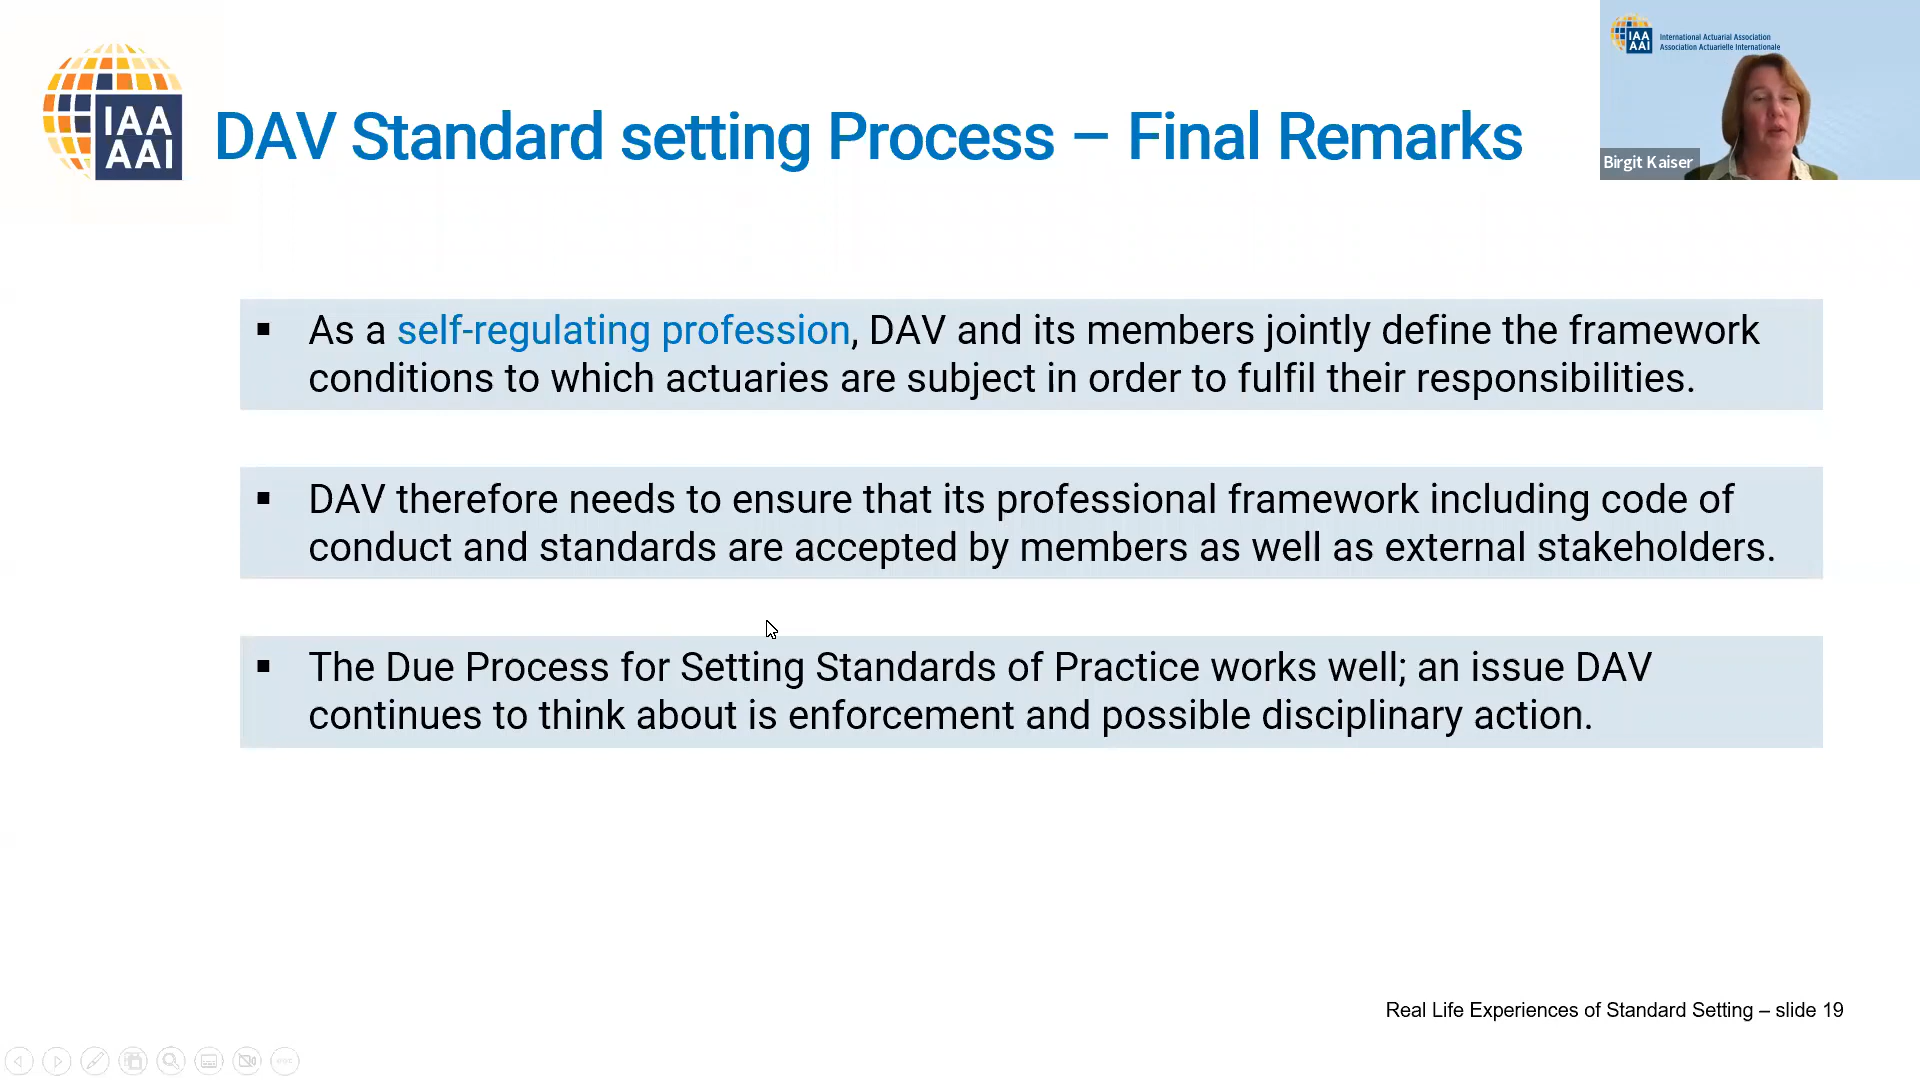 IAA
AAI
DAV Standard setting Process – Final Remarks
IAA
AAI
International Actuarial Association
Association Actuarielle Internationale
Birgit Kaiser
▪ As a self-regulating profession, DAV and its members jointly define the framework
conditions to which actuaries are subject in order to fulfil their responsibilities.
▪ DAV therefore needs to ensure that its professional framework including code of
conduct and standards are accepted by members as well as external stakeholders.
▪ The Due Process for Setting Standards of Practice works well; an issue DAV
continues to think about is enforcement and possible disciplinary action.
Real Life Experiences of Standard Setting – slide 19